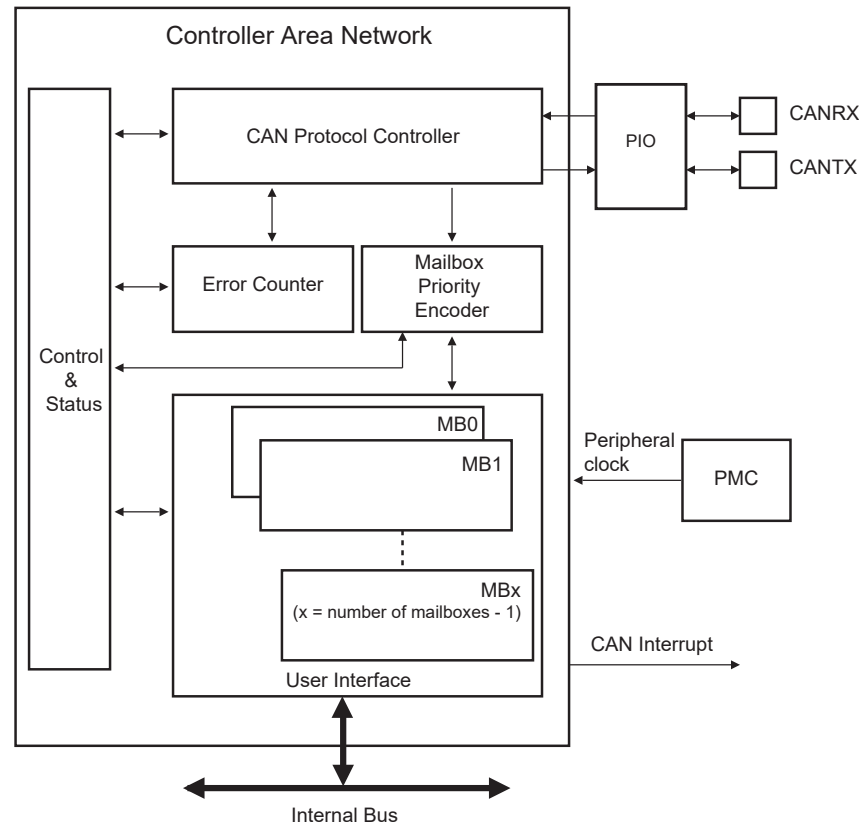 Controller Area Network
CAN Protocol Controller
PIO
CANRX
CANTX
Error Counter
Mailbox
Priority
Encoder
Control
&
Status
MB0
MB1
Peripheral
clock
PMC
MBx
(x = number of mailboxes - 1)
CAN Interrupt
User Interface
Internal Bus